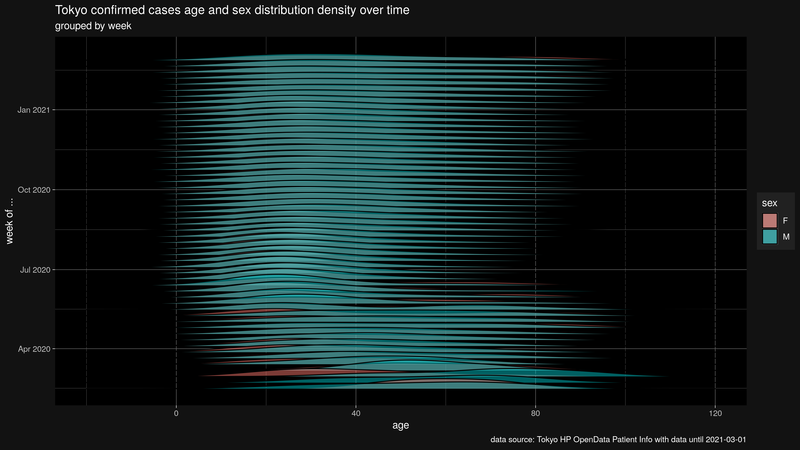 Tokyo confirmed cases age and sex distribution density over time
grouped by week
Jan 2021
Oct 2020
Jul 2020
Apr 2020
week of ...
0 40 80 120
age
sex
F
M
data source: Tokyo HP OpenData Patient Info with data until 2021-03-01